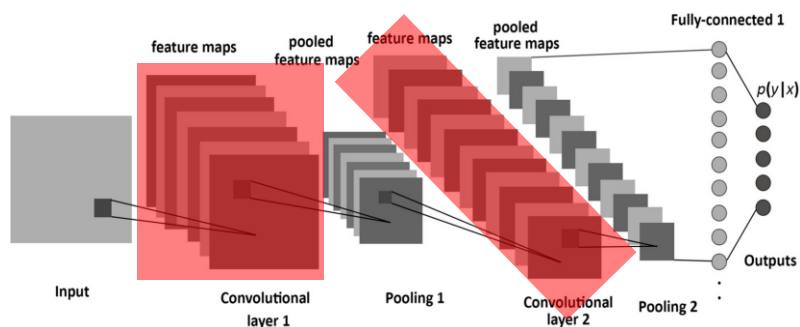 Fully-connected 1
feature maps
pooled
feature maps
feature maps
pooled
feature maps
p(y|x)
Outputs
Input
Convolutional
layer 1
Pooling 1
Convolutional
layer 2
Pooling 2